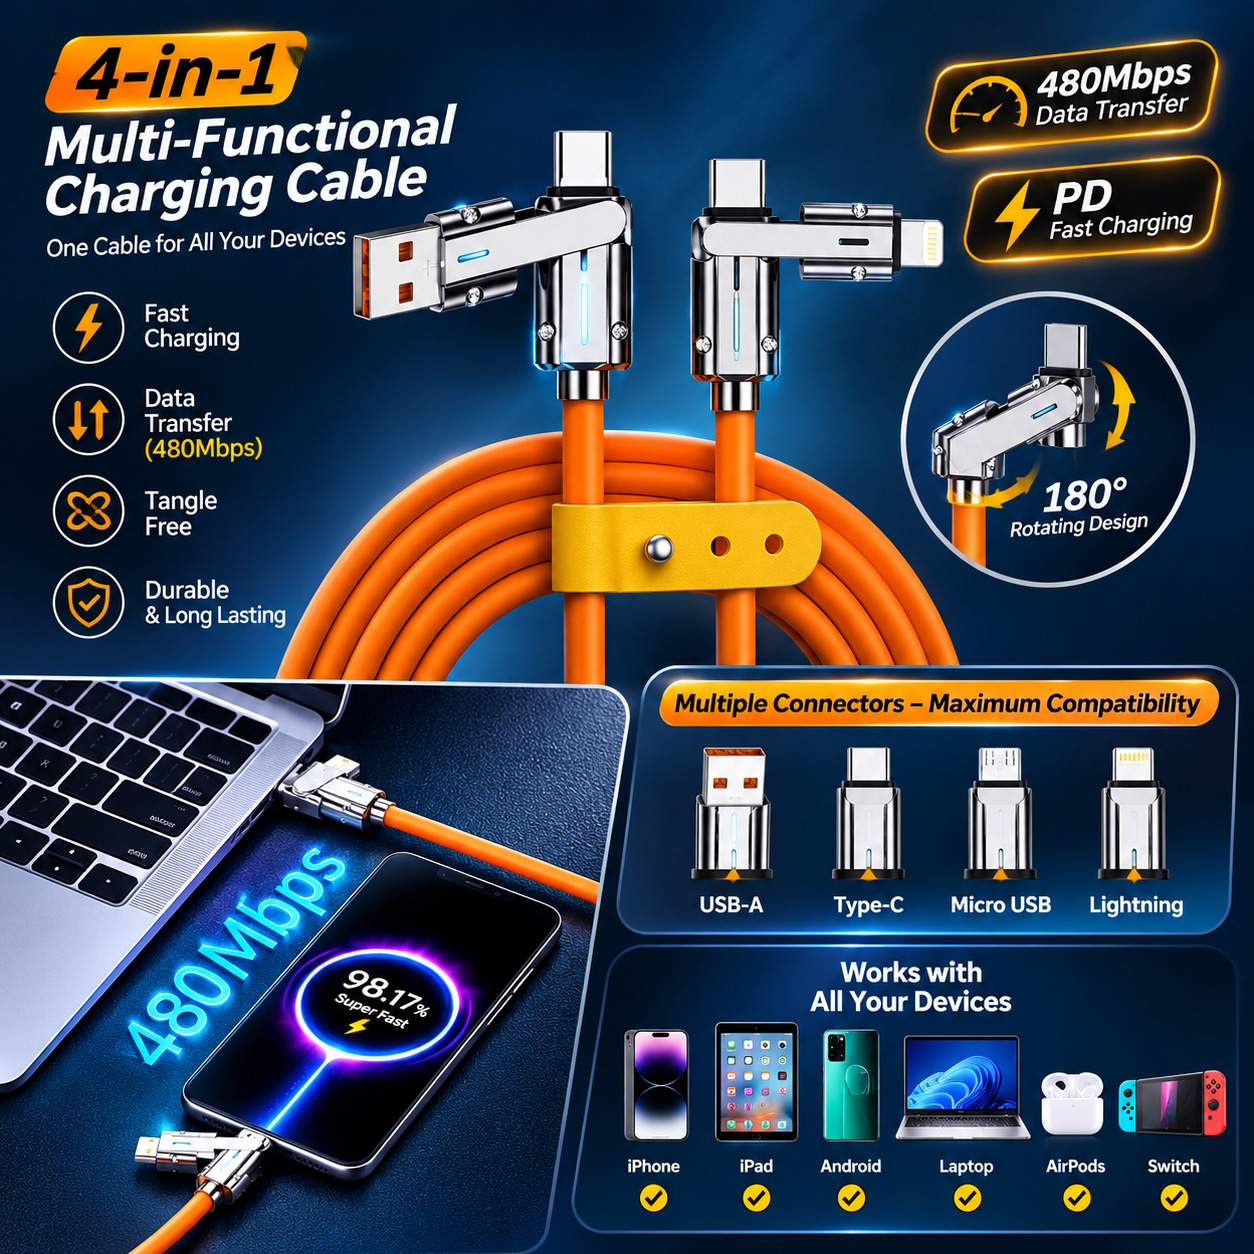 4-in-1
Multi-Functional
Charging Cable
One Cable for All Your Devices
Fast
Charging
Data
Transfer
(480Mbps)
Tangle
Free
Durable
& Long Lasting
480Mbps
Data Transfer
PD
Fast Charging
180°
Rotating Design
480Mbps
98.17%
Super Fast
Multiple Connectors – Maximum Compatibility
USB-A
Type-C
Micro USB
Lightning
Works with
All Your Devices
iPhone
iPad
Android
Laptop
AirPods
Switch